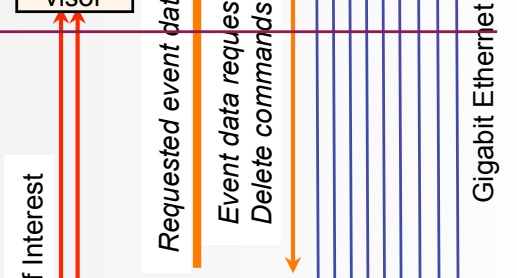 visor
Requested event dat
Event data reques
Delete commands
Gigabit Ethernet
f Interest